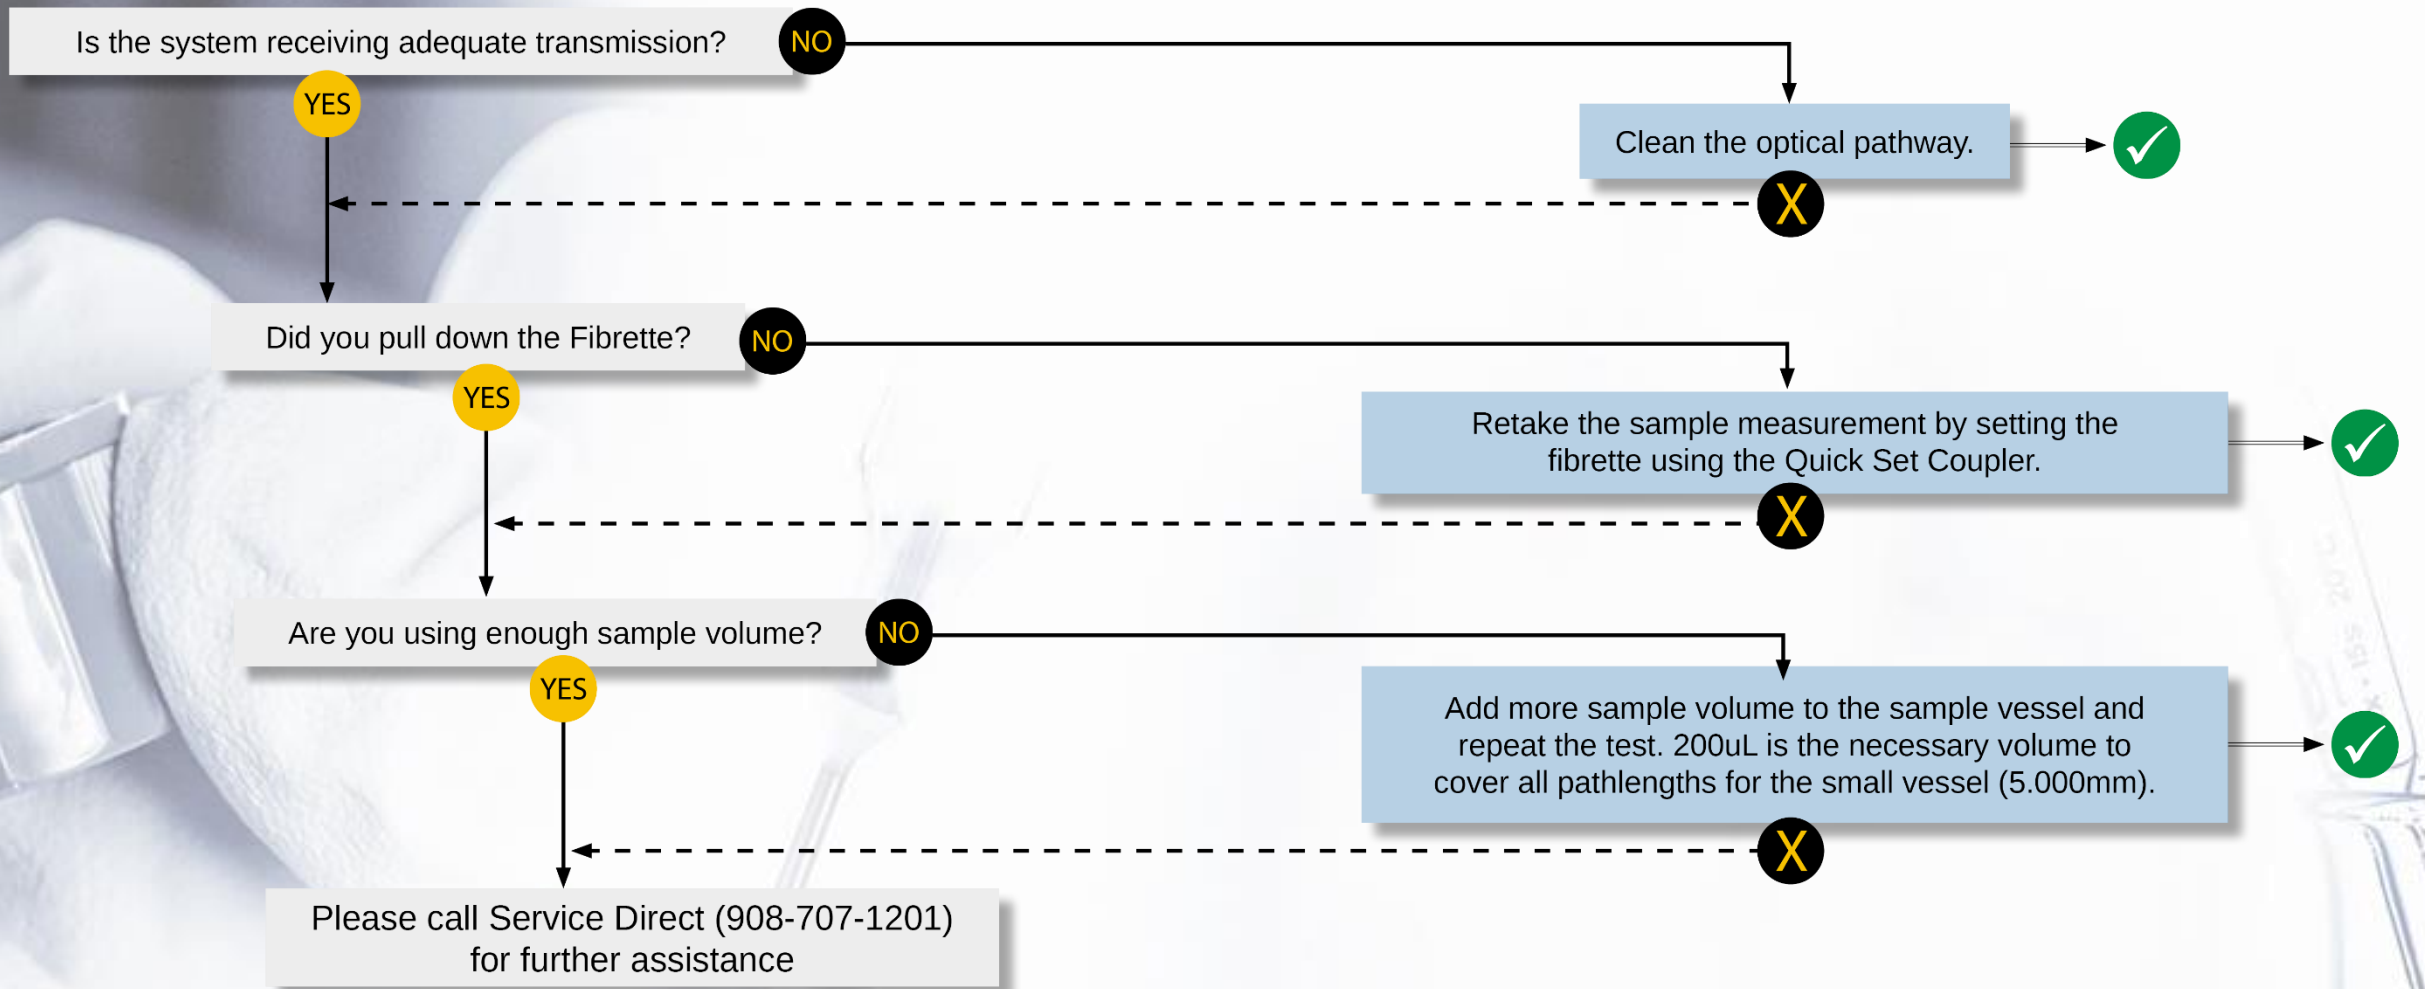 Is the system receiving adequate transmission?
NO
YES
Clean the optical pathway.
X
Did you pull down the Fibrette?
NO
YES
Retake the sample measurement by setting the
fibrette using the Quick Set Coupler.
X
Are you using enough sample volume?
NO
YES
Add more sample volume to the sample vessel and
repeat the test. 200uL is the necessary volume to
cover all pathlengths for the small vessel (5.000mm).
X
Please call Service Direct (908-707-1201)
for further assistance